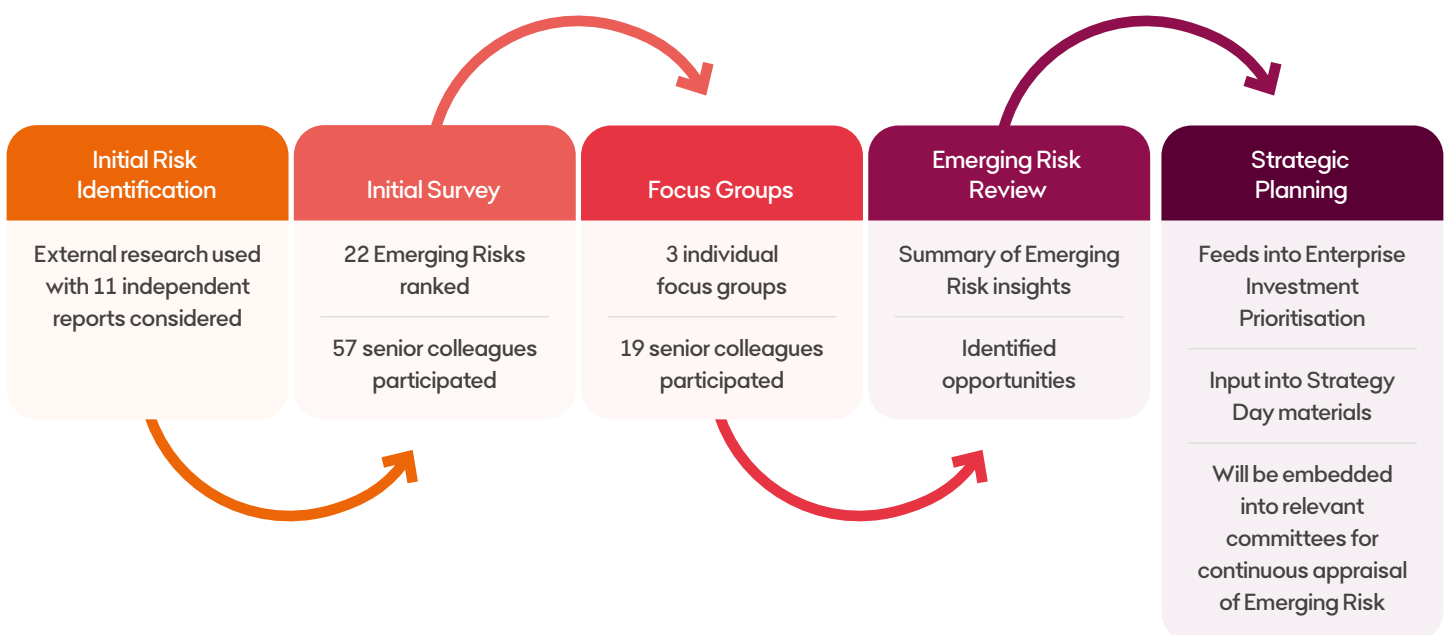 Initial Risk
Identification
External research used
with 11 independent
reports considered
Initial Survey
22 Emerging Risks
ranked
57 senior colleagues
participated
Focus Groups
3 individual
focus groups
19 senior colleagues
participated
Emerging Risk
Review
Summary of Emerging
Risk insights
Identified
opportunities
Strategic
Planning
Feeds into Enterprise
Investment
Prioritisation
Input into Strategy
Day materials
Will be embedded
into relevant
committees for
continuous appraisal
of Emerging Risk